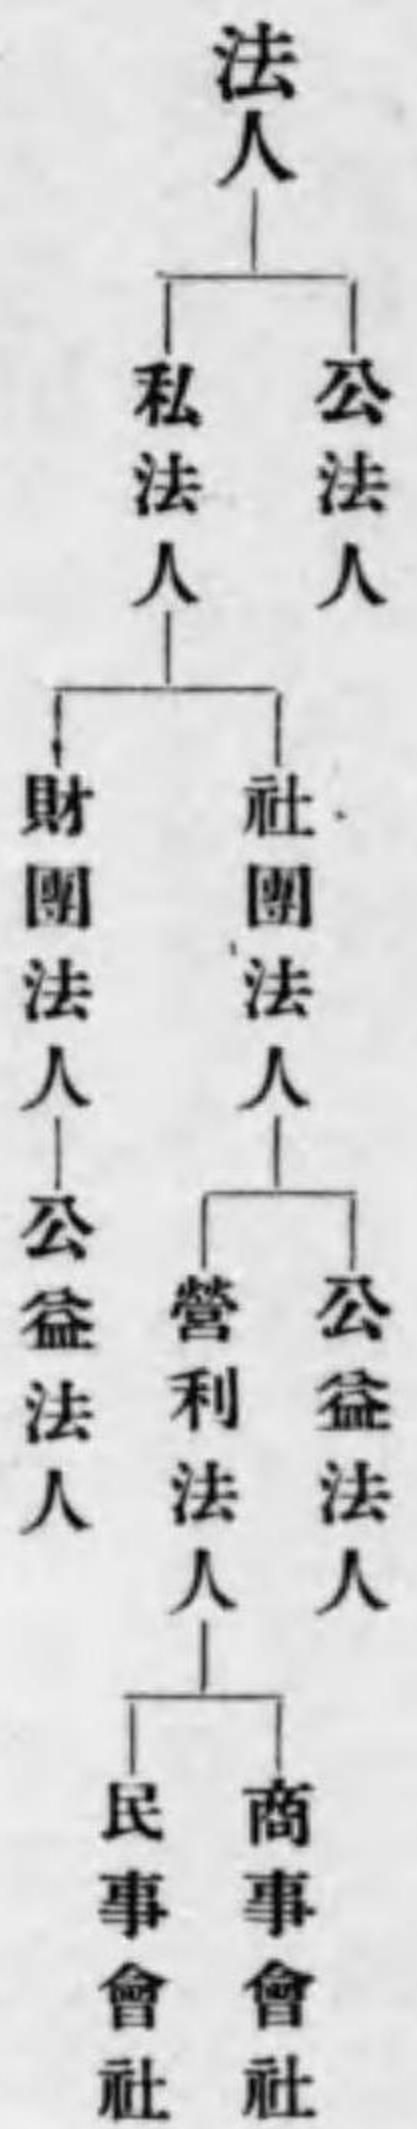 法人
公法人
私法人
社團法人
公益法人
營利法人
商事會社
民事會社
財團法人
公益法人